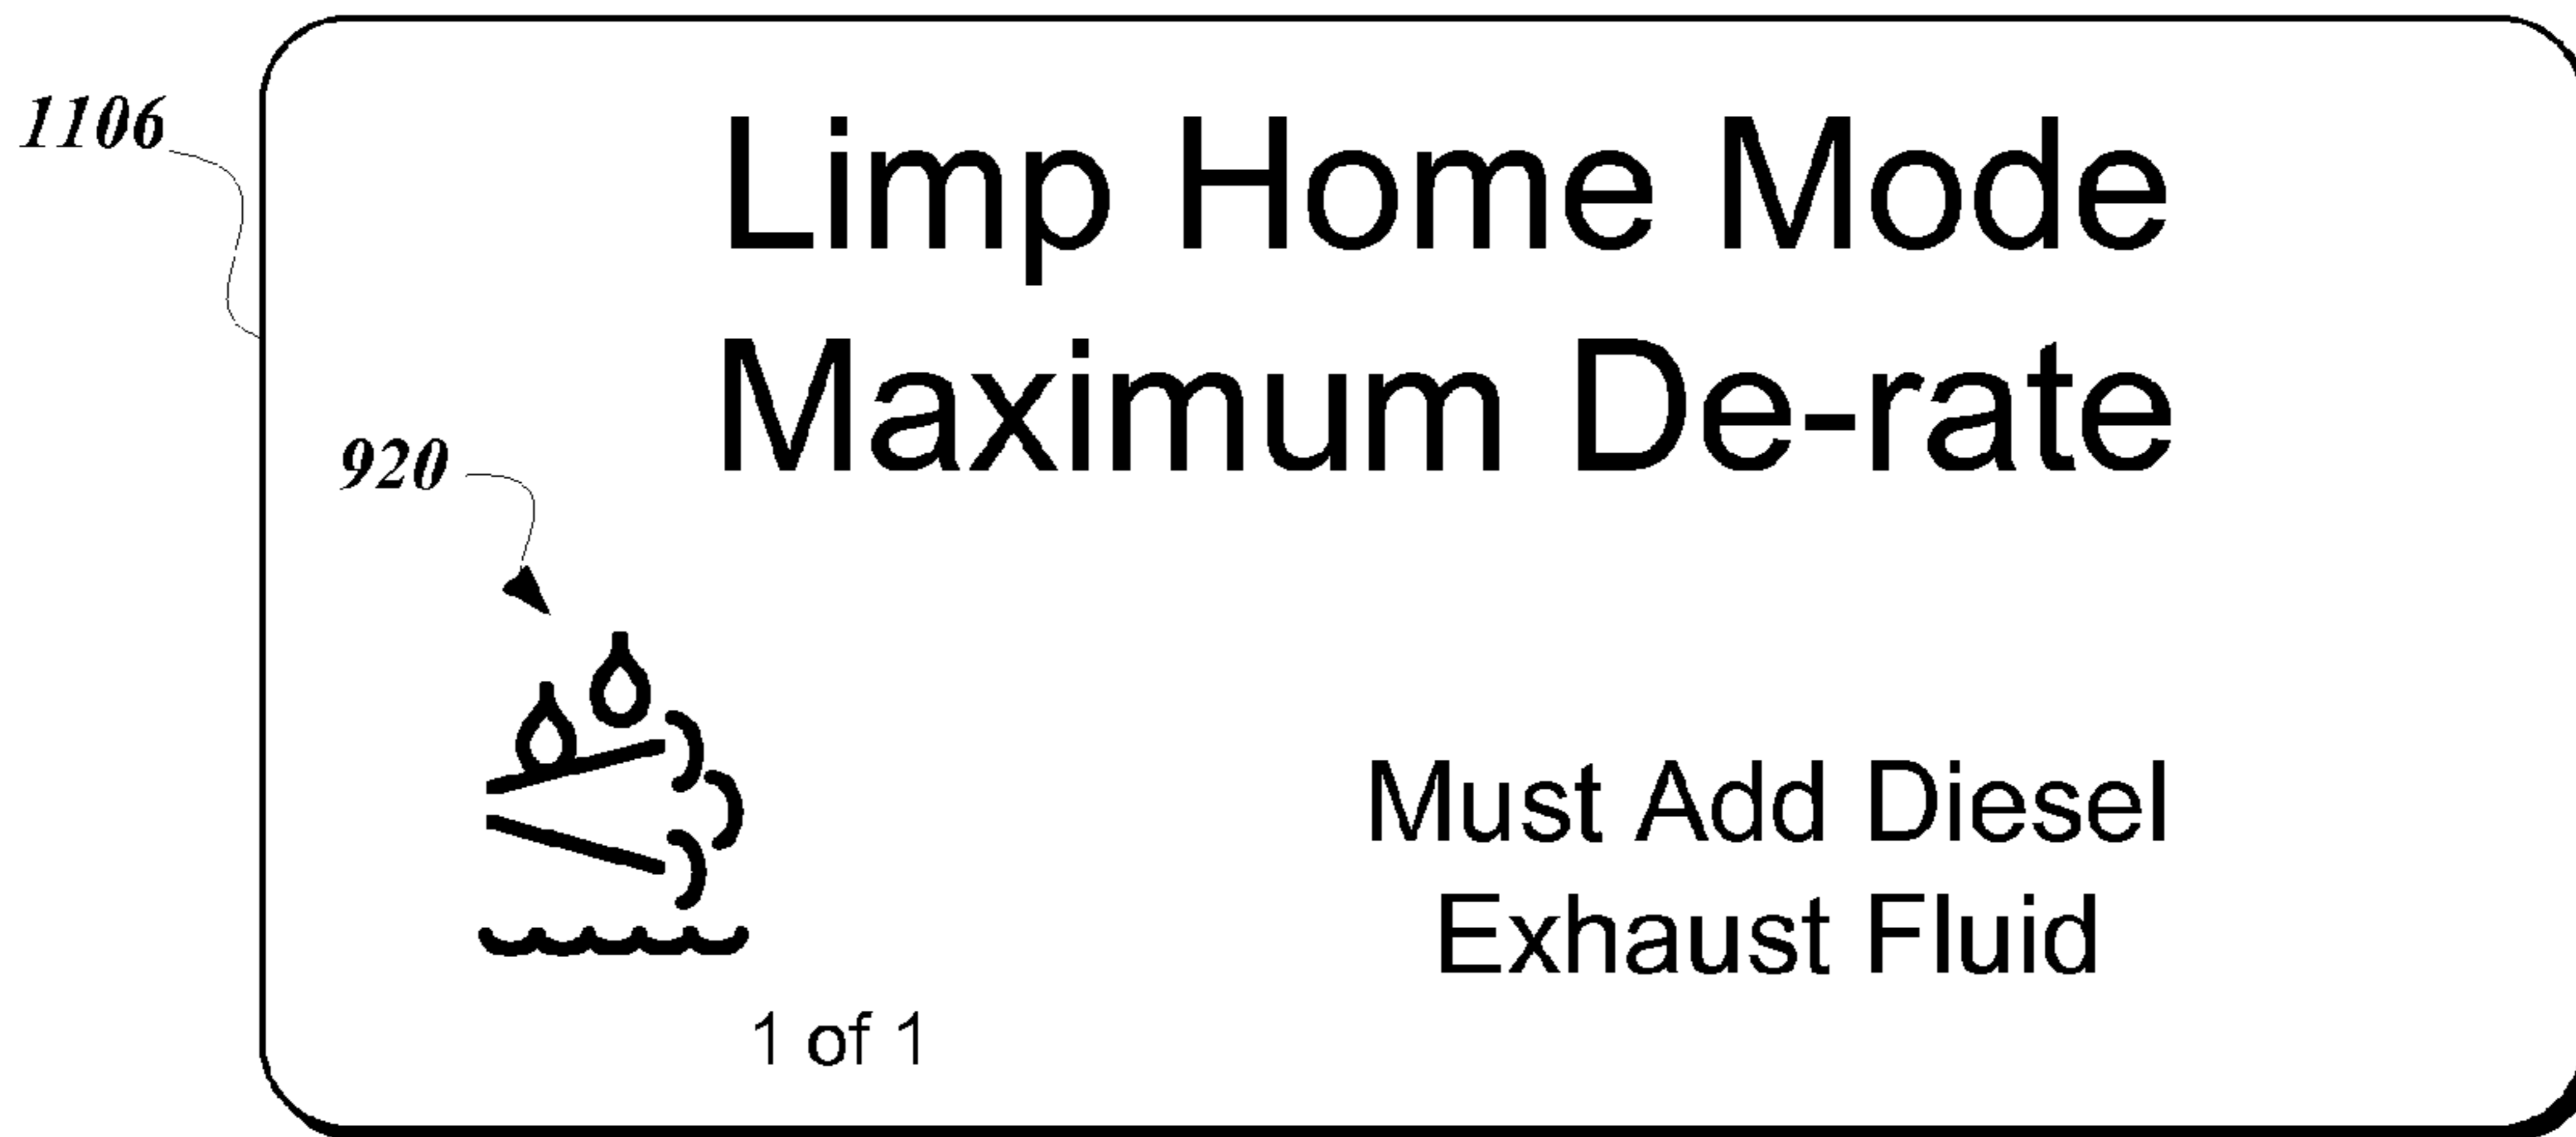 1106
Limp Home Mode
Maximum De-rate
920
Must Add Diesel
Exhaust Fluid
1 of 1